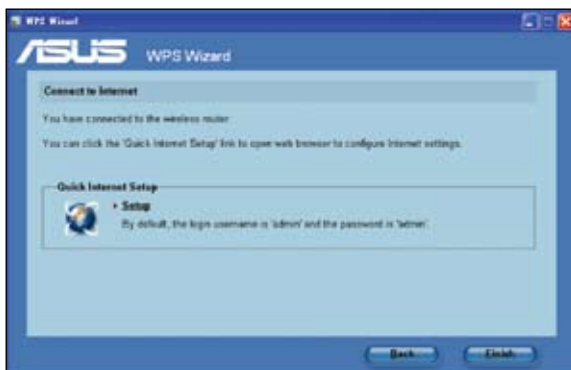 WPS Wizard
ASUS WPS Wizard
Connect to Internet
You have connected to the wireless router
You can click the 'Quick Internet Setup' link to open web browser to configure Internet settings.
Quick Internet Setup
Setup
By default, the login username is 'admin' and the password is 'admin'.
Back
Finish